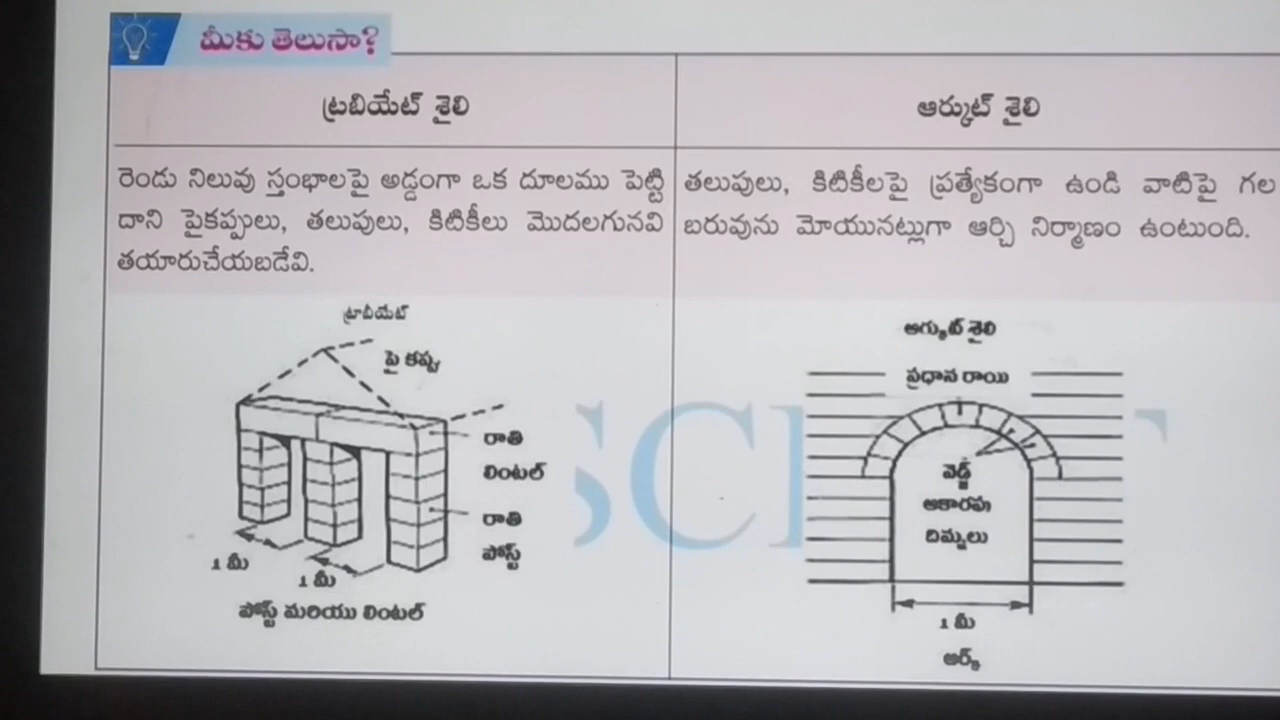 మీకు తెలుసా?
ట్రబియేట్ శైలి
రెండు నిలువు స్తంభాలపై అడ్డంగా ఒక దూలము పెట్టి
దాని పైకప్పులు, తలుపులు, కిటికీలు మొదలగునవి
తయారుచేయబడేవి.
ట్రాబీయేట్
పై కప్పు
రాతి
లింటల్
రాతి
పోస్ట్
1 మీ
1 మీ
పోస్ట్ మరియు లింటల్
ఆర్కుట్ శైలి
తలుపులు, కిటికీలపై ప్రత్యేకంగా ఉండి వాటిపై గల
బరువును మోయునట్లుగా ఆర్చి నిర్మాణం ఉంటుంది.
ఆర్కుట్ శైలి
ప్రధాన రాయి
వెడ్జ్
ఆకారపు
దిమ్మలు
1 మీ
ఆర్క్